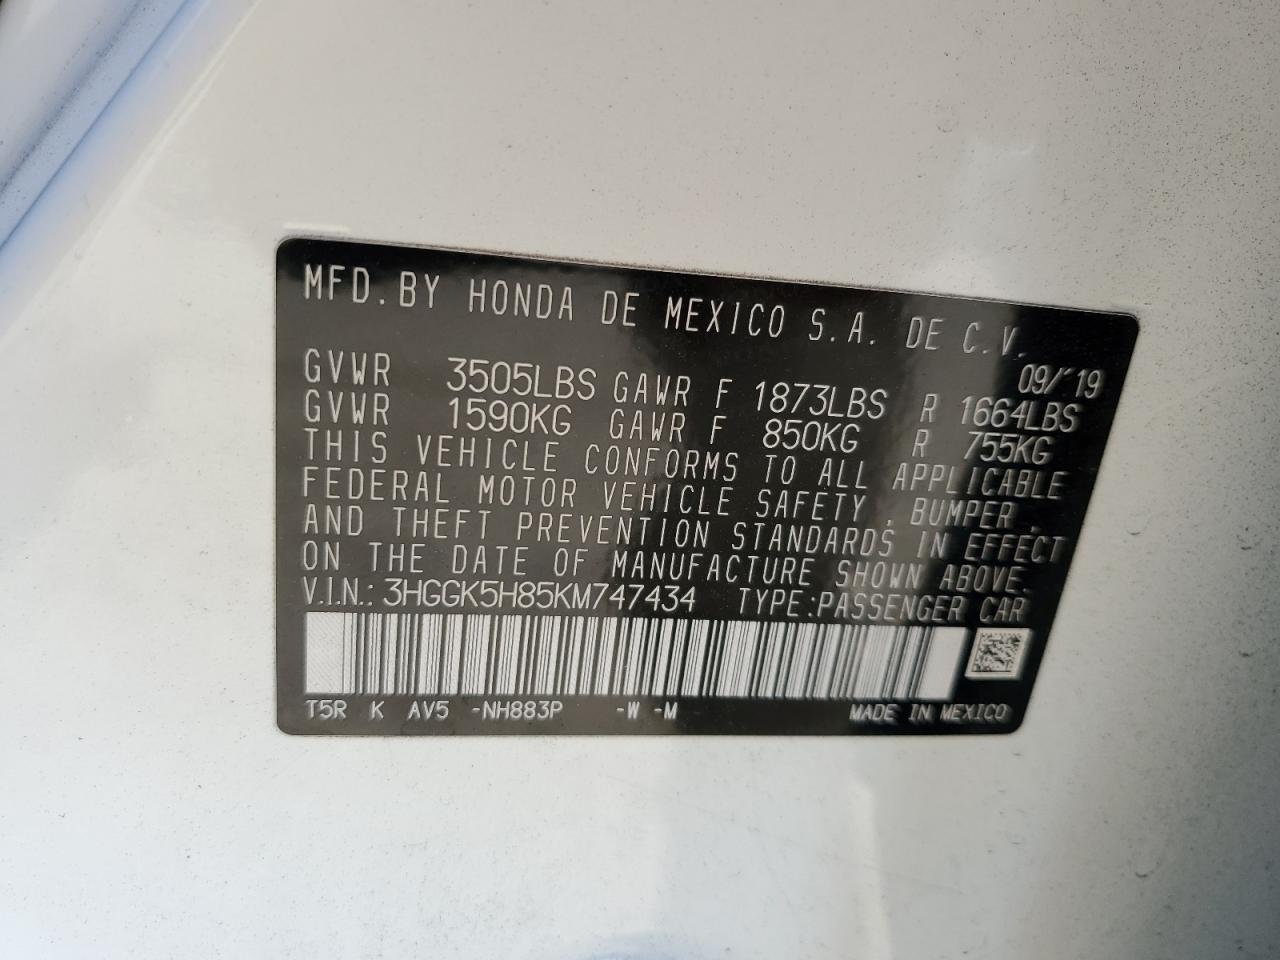 MFD. BY HONDA DE MEXICO S.A. DE C.V.
09/'19
GVWR 3505LBS GAWR F 1873LBS R 1664LBS
GVWR 1590KG GAWR F 850KG R 755KG
THIS VEHICLE CONFORMS TO ALL APPLICABLE
FEDERAL MOTOR VEHICLE SAFETY , BUMPER ,
AND THEFT PREVENTION STANDARDS IN EFFECT
ON THE DATE OF MANUFACTURE SHOWN ABOVE.
V.I.N.: 3HGGK5H85KM747434 TYPE:PASSENGER CAR
T5R K AV5 -NH883P -W -M MADE IN MEXICO